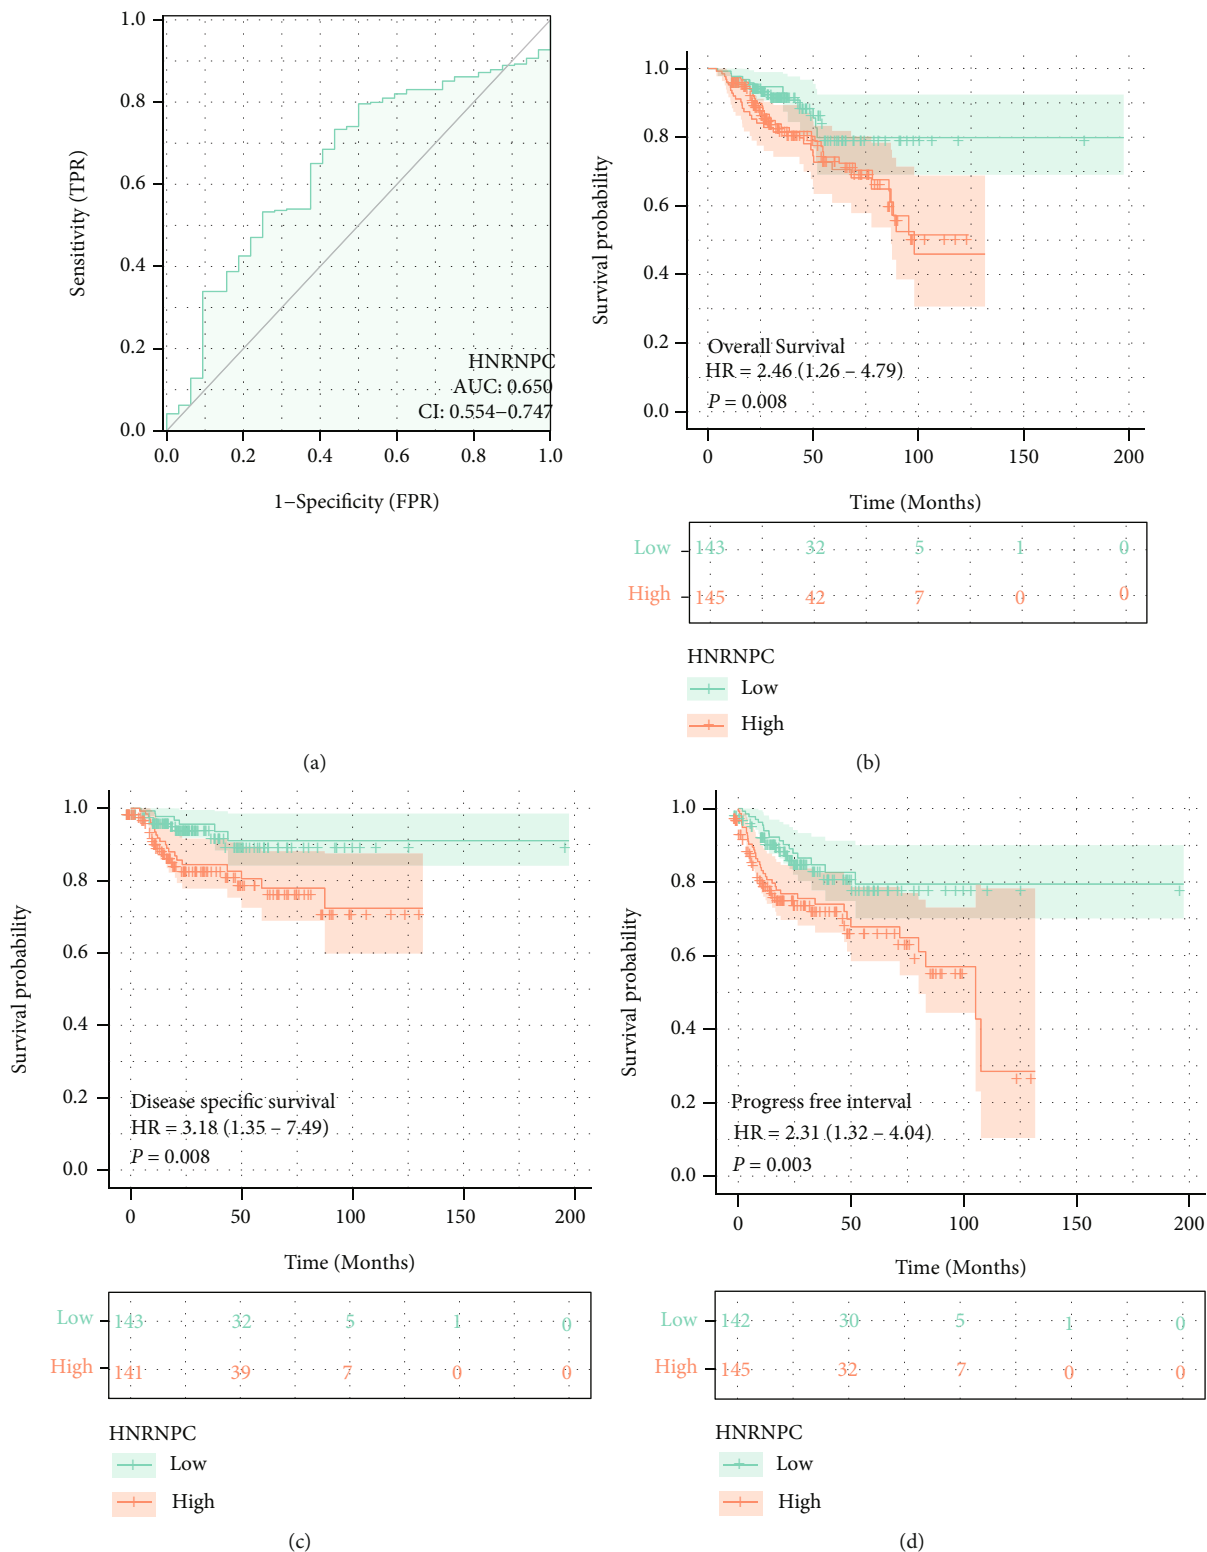 1.0
0.8
0.6
0.4
0.2
0.0
Sensitivity (TPR)
HNRNPC
AUC: 0.650
CI: 0.554–0.747
0.0 0.2 0.4 0.6 0.8 1.0
1–Specificity (FPR)
(a)
1.0
0.8
0.6
0.4
0.2
0.0
Survival probability
Overall Survival
HR = 2.46 (1.26 – 4.79)
P = 0.008
0 50 100 150 200
Time (Months)
Low 143 32 5 1 0
High 145 42 7 0 0
HNRNPC
Low
High
(b)
1.0
0.8
0.6
0.4
0.2
0.0
Survival probability
Disease specific survival
HR = 3.18 (1.35 – 7.49)
P = 0.008
0 50 100 150 200
Time (Months)
Low 143 32 5 1 0
High 141 39 7 0 0
HNRNPC
Low
High
(c)
1.0
0.8
0.6
0.4
0.2
0.0
Survival probability
Progress free interval
HR = 2.31 (1.32 – 4.04)
P = 0.003
0 50 100 150 200
Time (Months)
Low 142 30 5 1 0
High 145 32 7 0 0
HNRNPC
Low
High
(d)